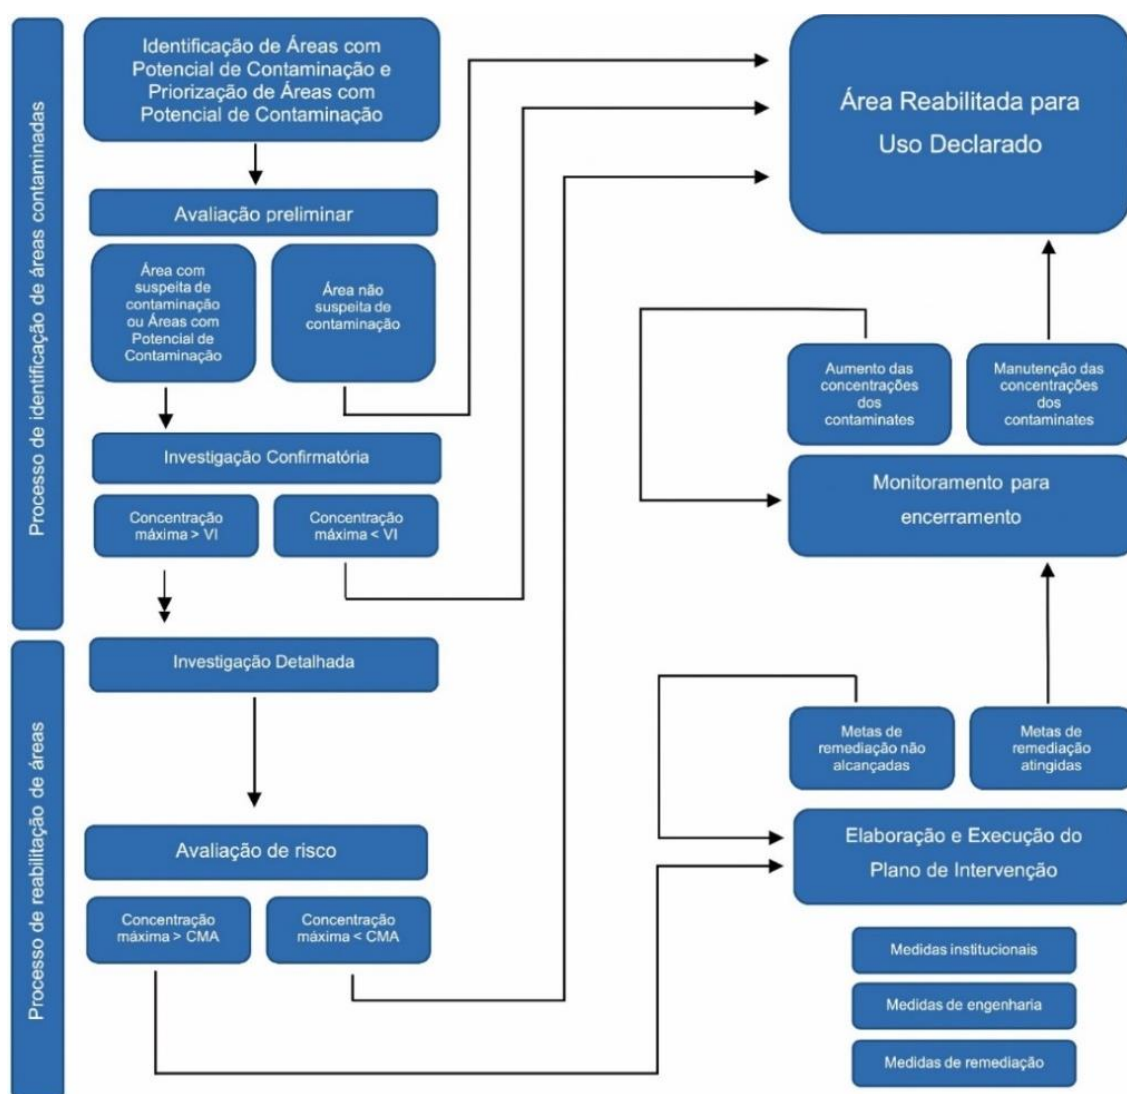 Processo de identificação de áreas contaminadas
Identificação de Áreas com
Potencial de Contaminação e
Priorização de Áreas com
Potencial de Contaminação
Avaliação preliminar
Área com
suspeita de
contaminação
ou Áreas com
Potencial de
Contaminação
Área não
suspeita de
contaminação
Investigação Confirmatória
Concentração
máxima > VI
Concentração
máxima < VI
Processo de reabilitação de áreas
Investigação Detalhada
Avaliação de risco
Concentração
máxima > CMA
Concentração
máxima < CMA
Área Reabilitada para
Uso Declarado
Aumento das
concentrações
dos
contaminates
Manutenção das
concentrações
dos
contaminates
Monitoramento para
encerramento
Metas de
remediação não
alcançadas
Metas de
remediação
atingidas
Elaboração e Execução do
Plano de Intervenção
Medidas institucionais
Medidas de engenharia
Medidas de remediação